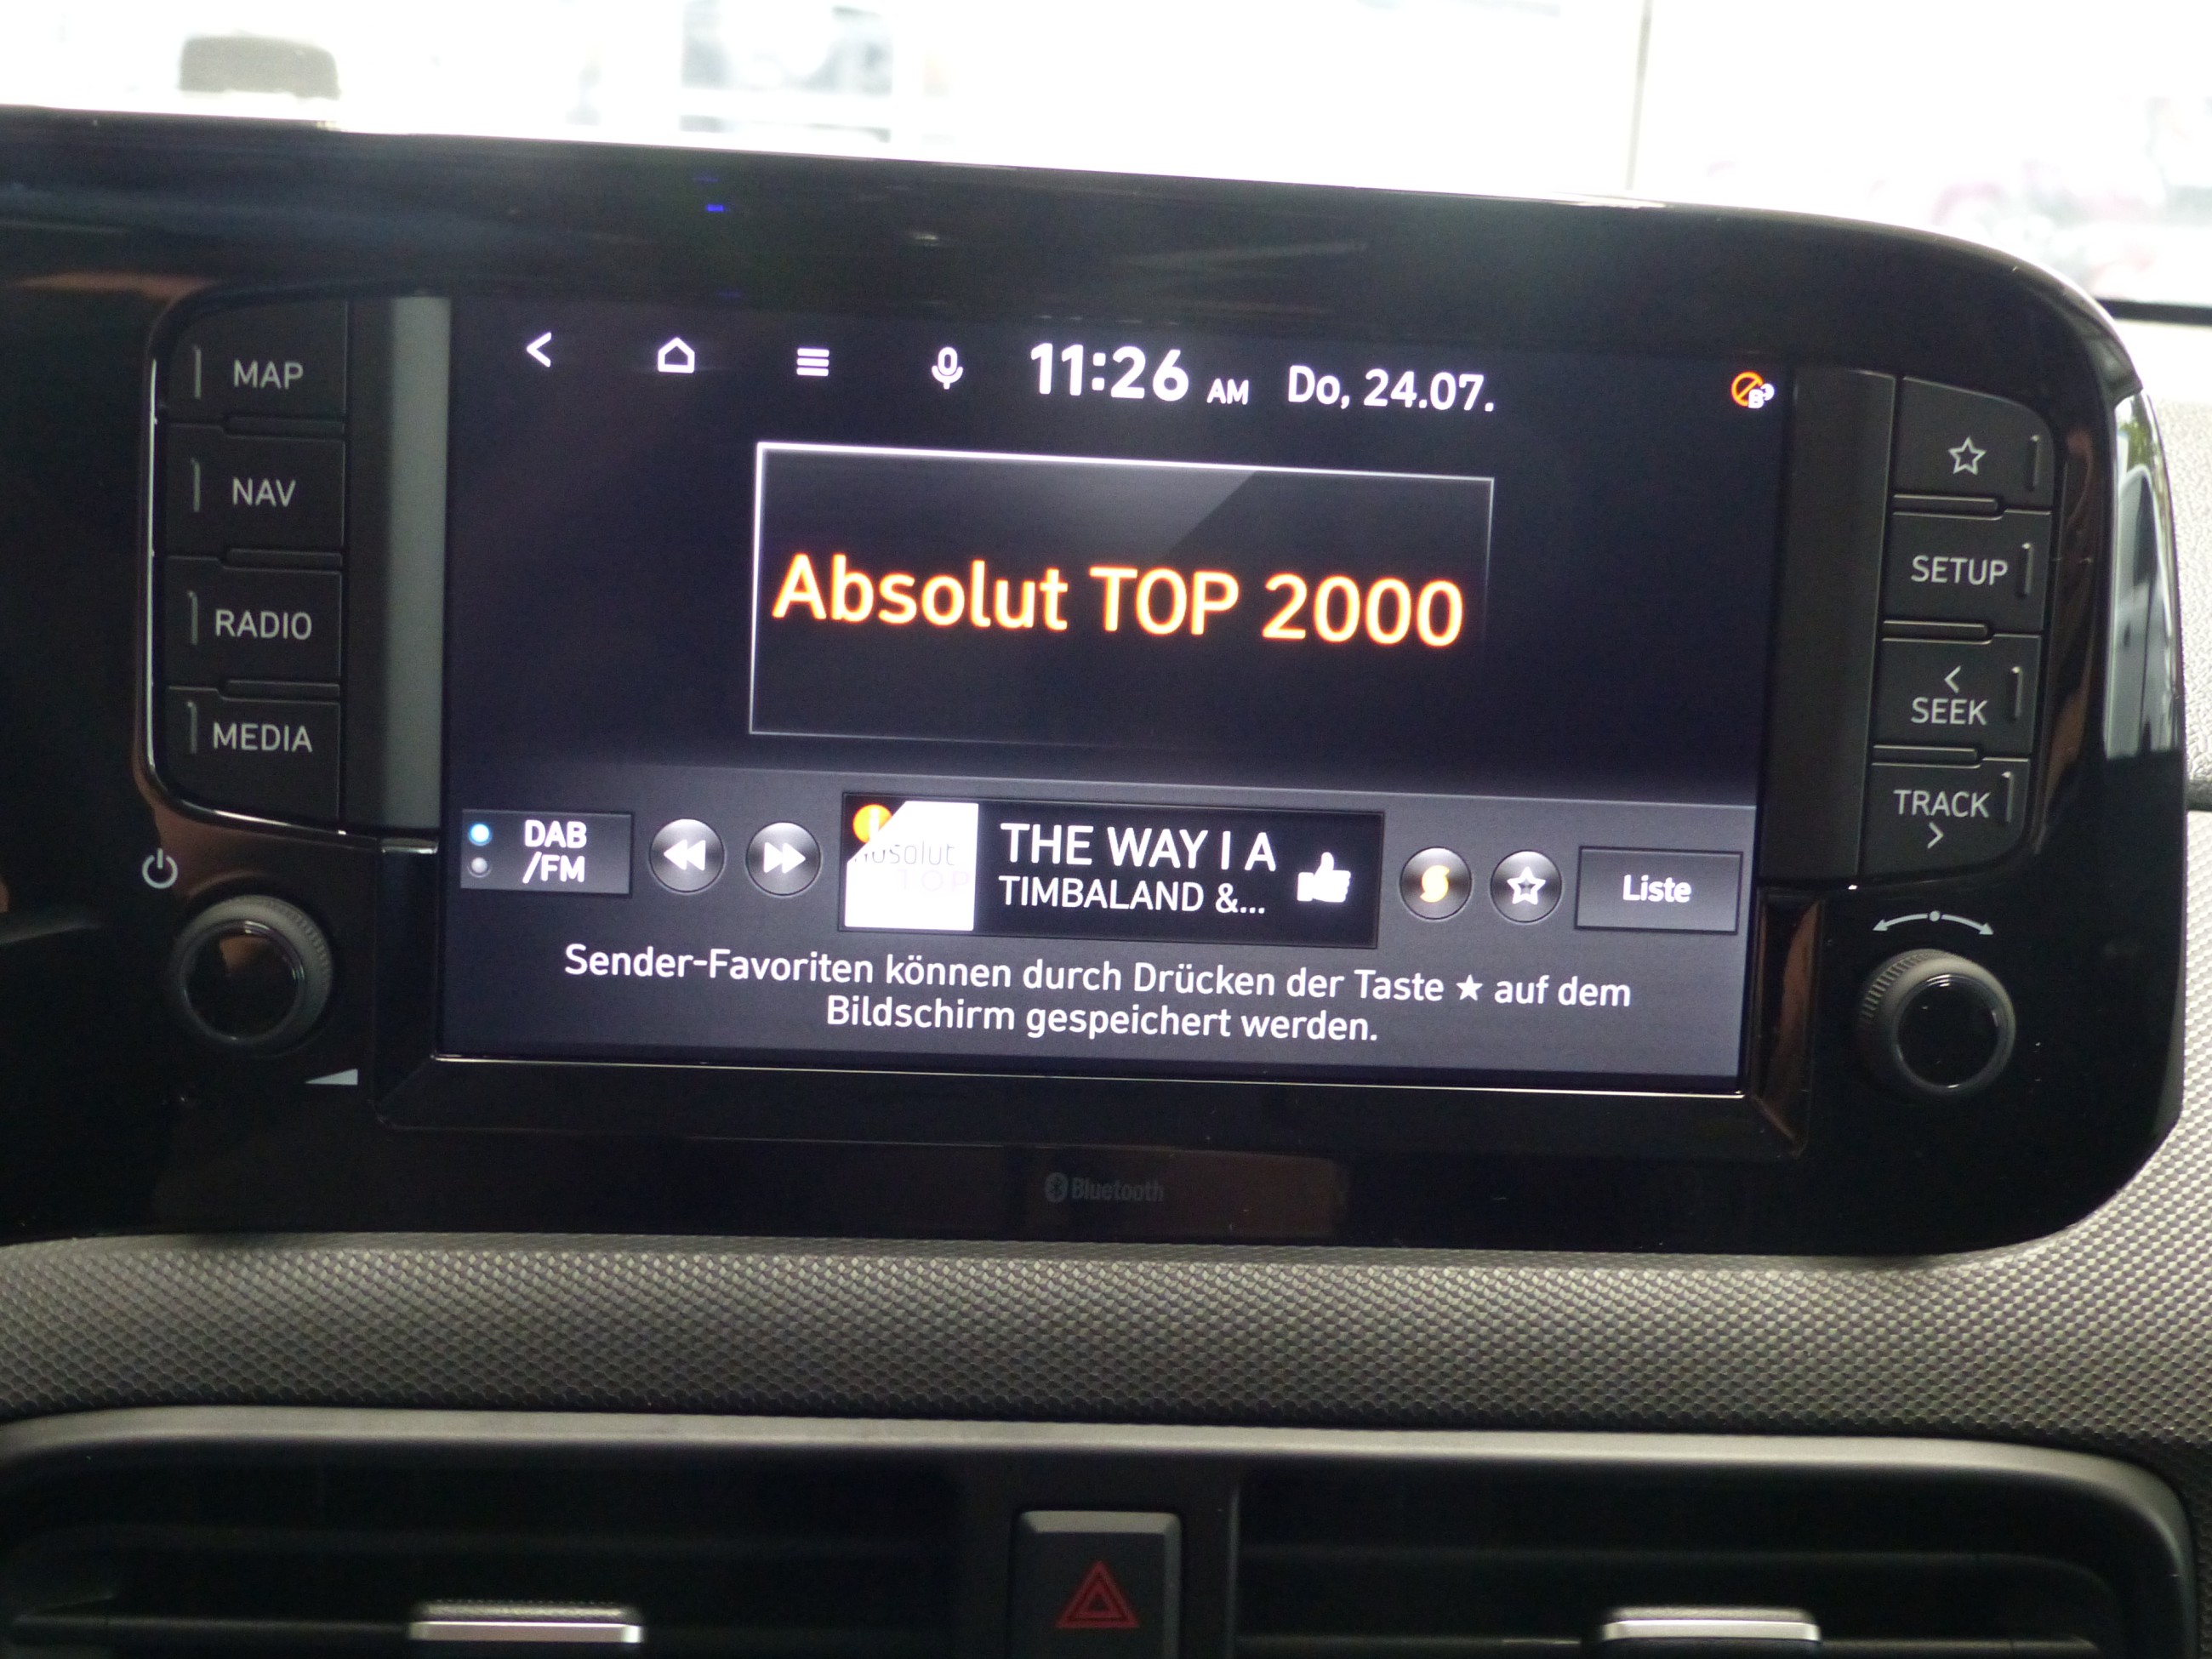 11:26 AM Do, 24.07.
MAP
NAV
RADIO
MEDIA
Absolut TOP 2000
SETUP
SEEK
TRACK
DAB
/FM
THE WAY I A
TIMBALAND &...
Liste
Sender-Favoriten können durch Drücken der Taste ★ auf dem
Bildschirm gespeichert werden.
Bluetooth